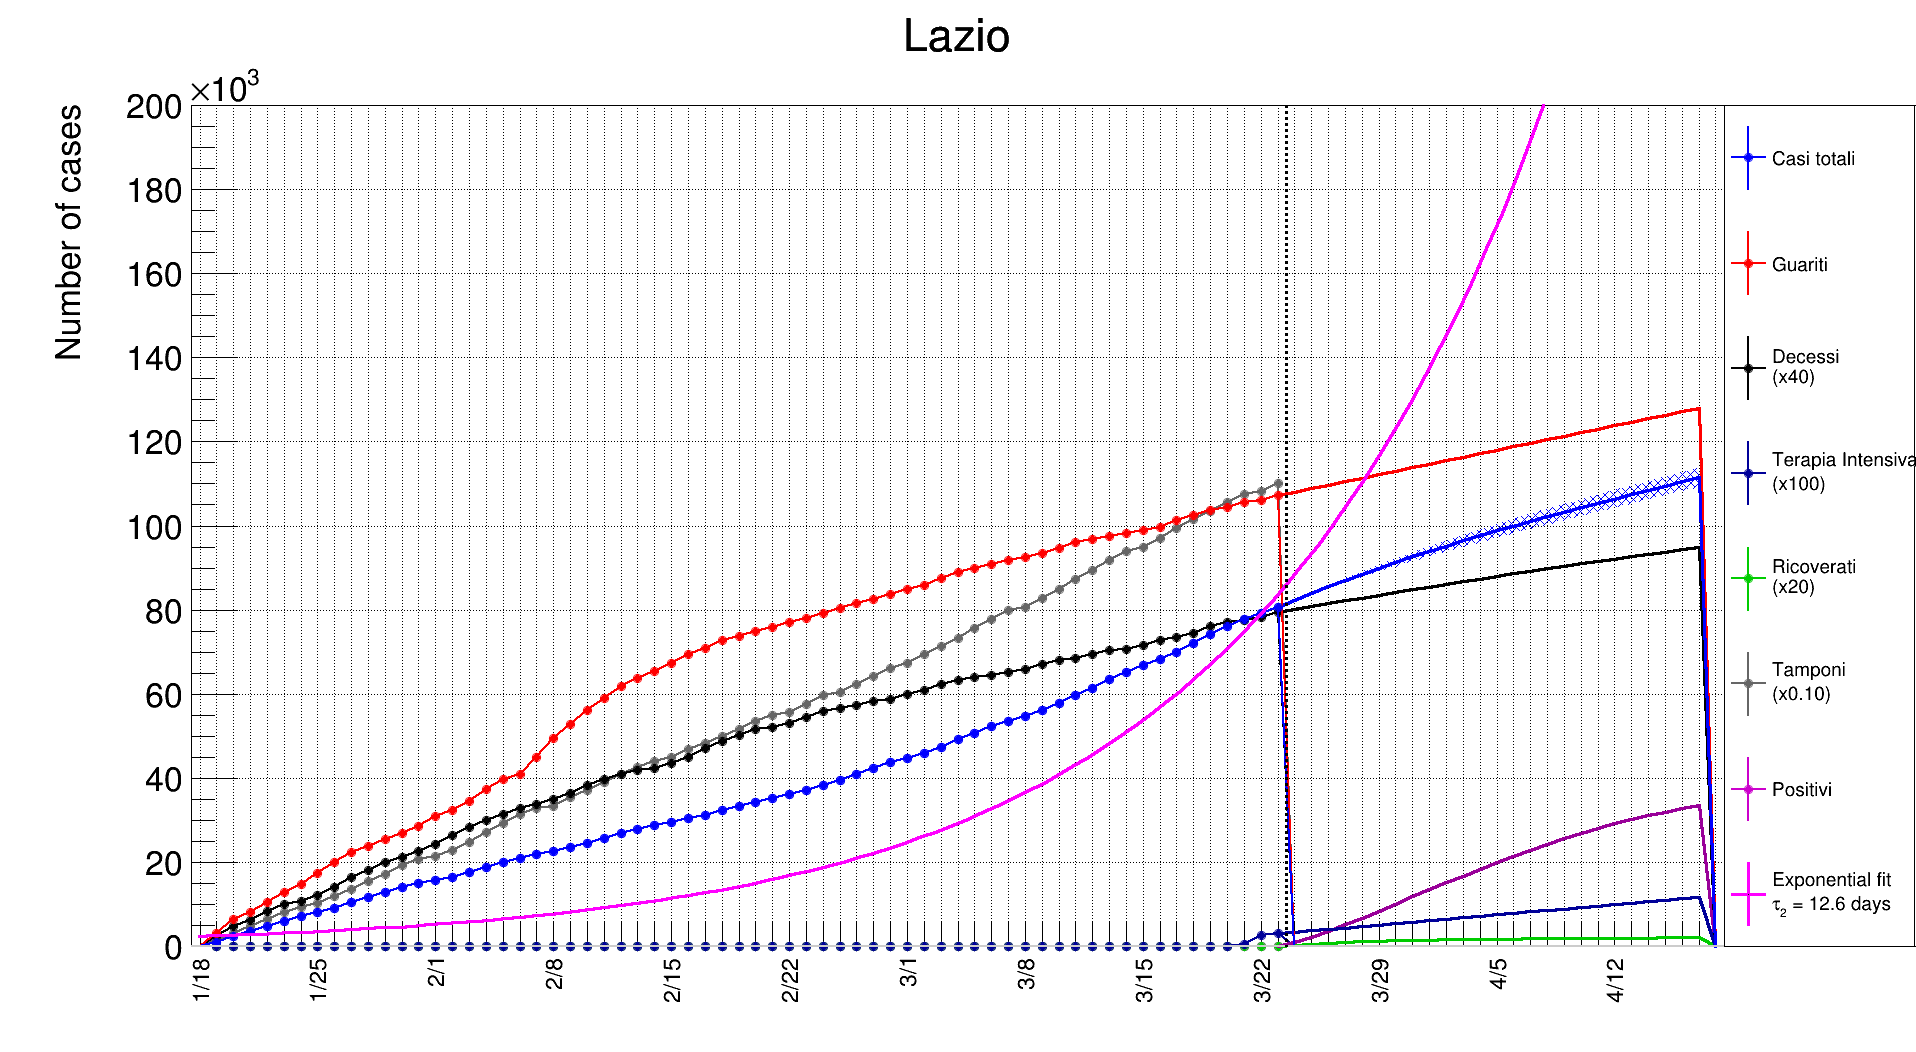 Lazio
×10³
Number of cases
200
180
160
140
120
100
80
60
40
20
0
1/18
1/25
2/1
2/8
2/15
2/22
3/1
3/8
3/15
3/22
3/29
4/5
4/12
Casi totali
Guariti
Decessi
(x40)
Terapia Intensiva
(x100)
Ricoverati
(x20)
Tamponi
(x0.10)
Positivi
Exponential fit
τ₂ = 12.6 days